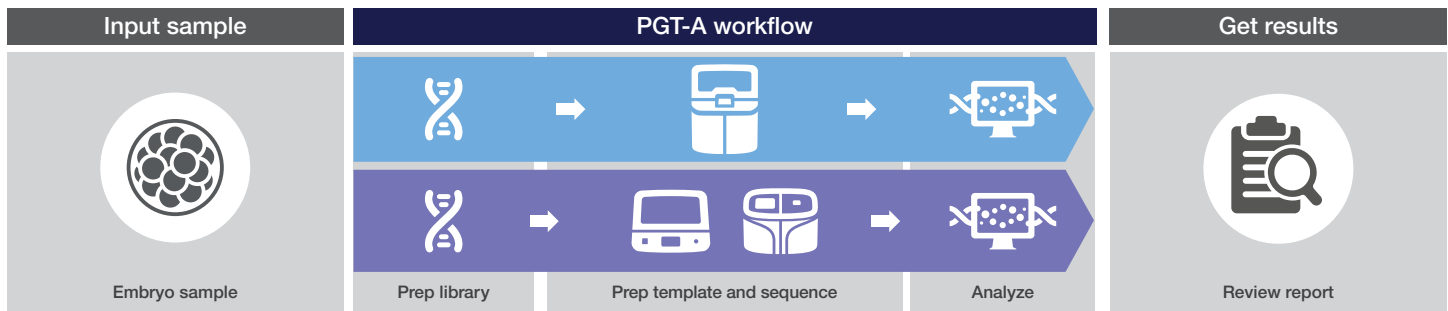 Input sample
PGT-A workflow
Get results
Embryo sample
Prep library
Prep template and sequence
Analyze
Review report